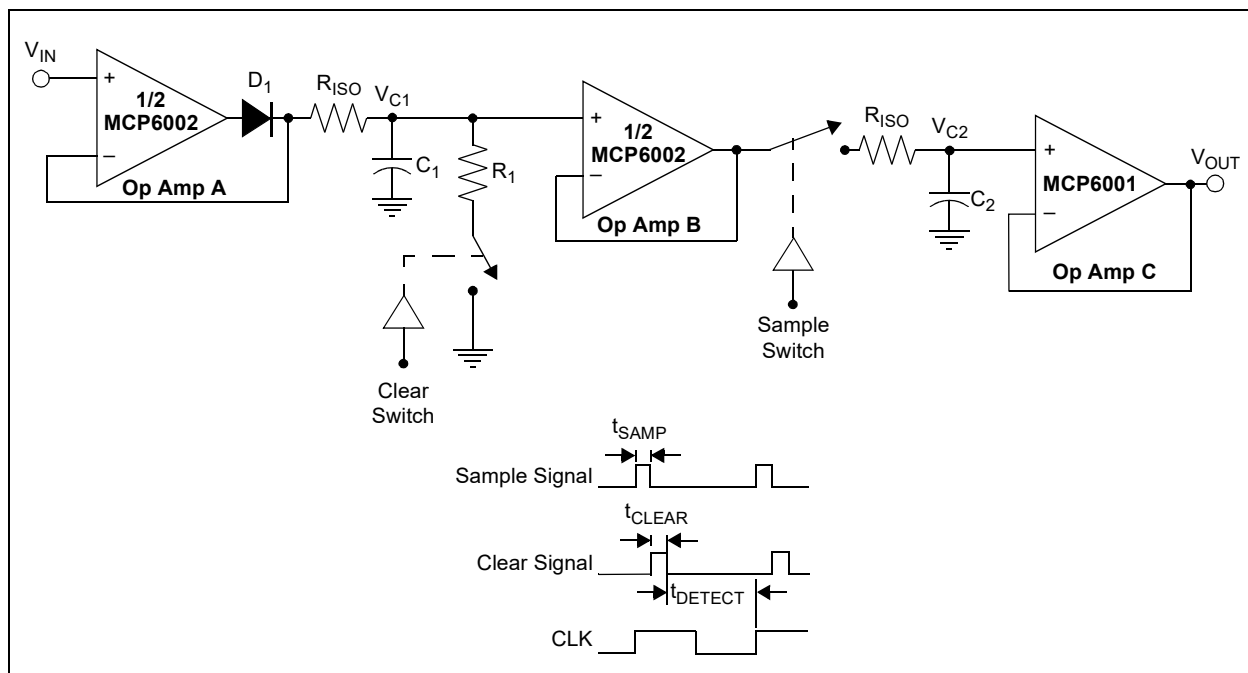 V_IN
+
1/2
MCP6002
−
Op Amp A
D_1
R_ISO
V_C1
C_1
R_1
Clear
Switch
+
1/2
MCP6002
−
Op Amp B
Sample
Switch
R_ISO
V_C2
C_2
+
MCP6001
−
Op Amp C
V_OUT
t_SAMP
Sample Signal
t_CLEAR
Clear Signal
t_DETECT
CLK